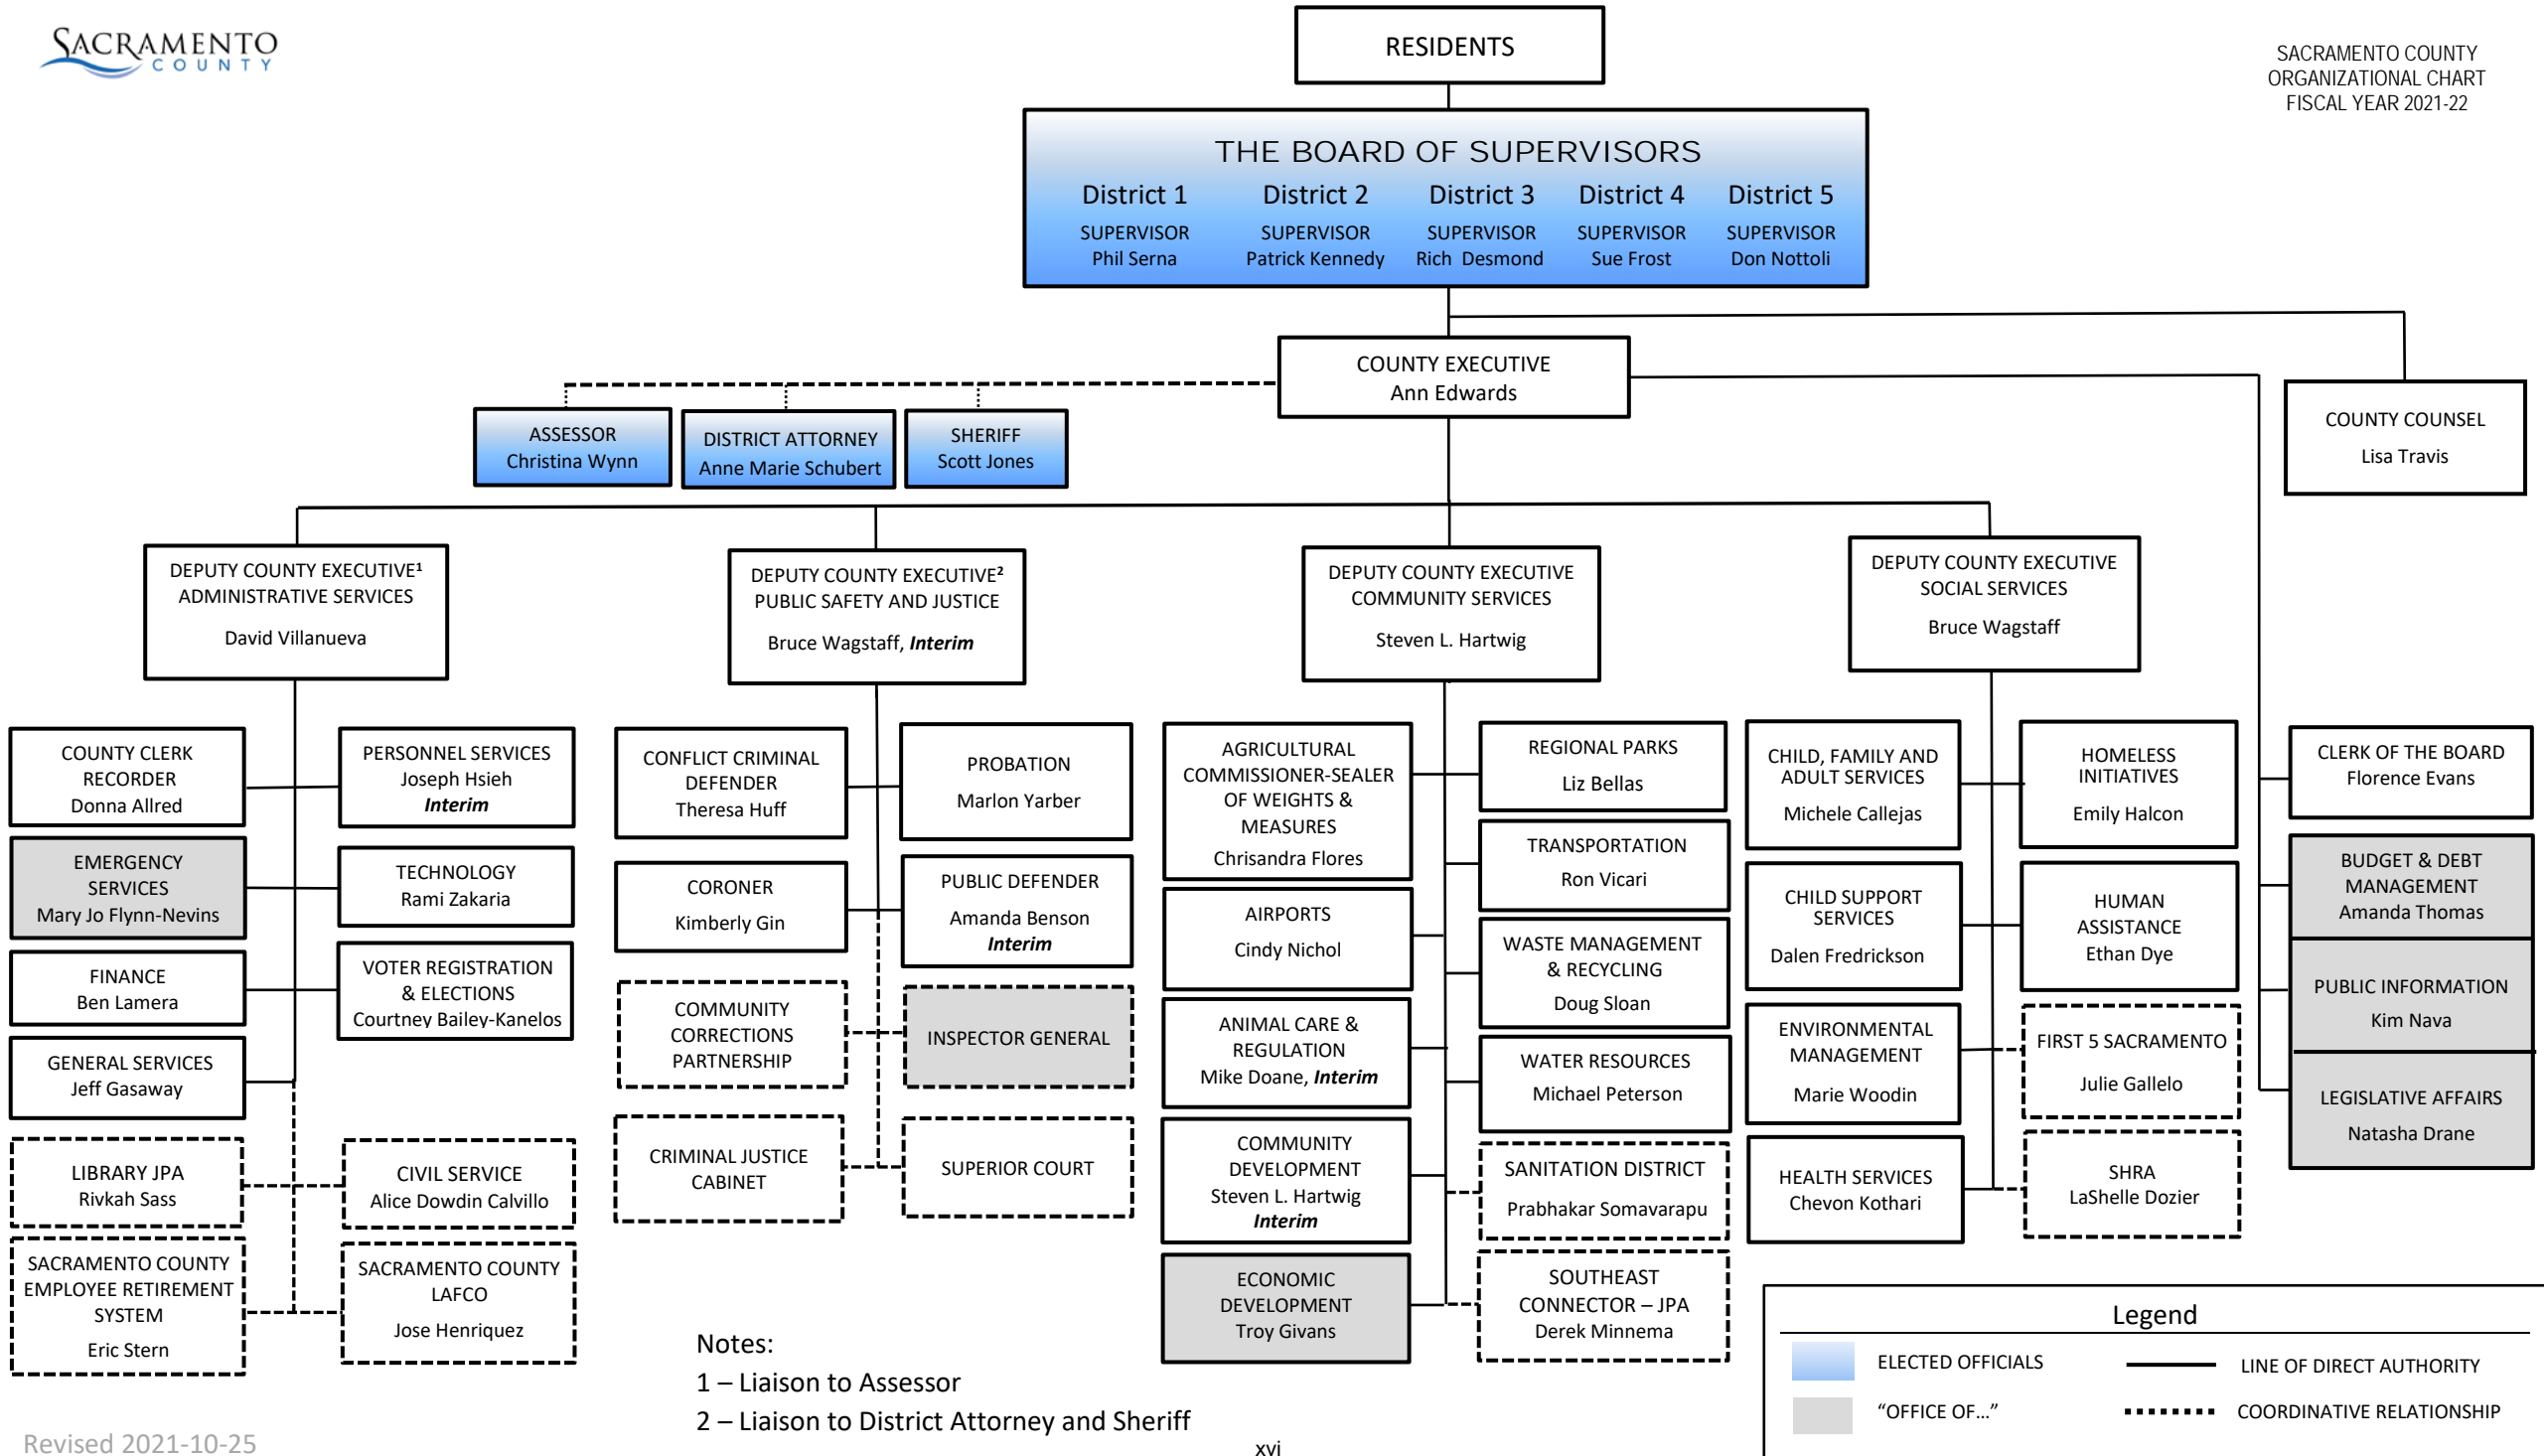 SACRAMENTO
COUNTY
SACRAMENTO COUNTY
ORGANIZATIONAL CHART
FISCAL YEAR 2021-22
RESIDENTS
THE BOARD OF SUPERVISORS
District 1
SUPERVISOR
Phil Serna
District 2
SUPERVISOR
Patrick Kennedy
District 3
SUPERVISOR
Rich Desmond
District 4
SUPERVISOR
Sue Frost
District 5
SUPERVISOR
Don Nottoli
COUNTY EXECUTIVE
Ann Edwards
COUNTY COUNSEL
Lisa Travis
ASSESSOR
Christina Wynn
DISTRICT ATTORNEY
Anne Marie Schubert
SHERIFF
Scott Jones
DEPUTY COUNTY EXECUTIVE¹
ADMINISTRATIVE SERVICES
David Villanueva
DEPUTY COUNTY EXECUTIVE²
PUBLIC SAFETY AND JUSTICE
Bruce Wagstaff, Interim
DEPUTY COUNTY EXECUTIVE
COMMUNITY SERVICES
Steven L. Hartwig
DEPUTY COUNTY EXECUTIVE
SOCIAL SERVICES
Bruce Wagstaff
COUNTY CLERK
RECORDER
Donna Allred
PERSONNEL SERVICES
Joseph Hsieh
Interim
EMERGENCY
SERVICES
Mary Jo Flynn-Nevins
TECHNOLOGY
Rami Zakaria
FINANCE
Ben Lamera
VOTER REGISTRATION
& ELECTIONS
Courtney Bailey-Kanelos
GENERAL SERVICES
Jeff Gasaway
LIBRARY JPA
Rivkah Sass
CIVIL SERVICE
Alice Dowdin Calvillo
SACRAMENTO COUNTY
EMPLOYEE RETIREMENT
SYSTEM
Eric Stern
SACRAMENTO COUNTY
LAFCO
Jose Henriquez
CONFLICT CRIMINAL
DEFENDER
Theresa Huff
PROBATION
Marlon Yarber
CORONER
Kimberly Gin
PUBLIC DEFENDER
Amanda Benson
Interim
COMMUNITY
CORRECTIONS
PARTNERSHIP
INSPECTOR GENERAL
CRIMINAL JUSTICE
CABINET
SUPERIOR COURT
AGRICULTURAL
COMMISSIONER-SEALER
OF WEIGHTS &
MEASURES
Chrisandra Flores
REGIONAL PARKS
Liz Bellas
TRANSPORTATION
Ron Vicari
AIRPORTS
Cindy Nichol
WASTE MANAGEMENT
& RECYCLING
Doug Sloan
ANIMAL CARE &
REGULATION
Mike Doane, Interim
WATER RESOURCES
Michael Peterson
COMMUNITY
DEVELOPMENT
Steven L. Hartwig
Interim
SANITATION DISTRICT
Prabhakar Somavarapu
ECONOMIC
DEVELOPMENT
Troy Givans
SOUTHEAST
CONNECTOR – JPA
Derek Minnema
CHILD, FAMILY AND
ADULT SERVICES
Michele Callejas
HOMELESS
INITIATIVES
Emily Halcon
CHILD SUPPORT
SERVICES
Dalen Fredrickson
HUMAN
ASSISTANCE
Ethan Dye
ENVIRONMENTAL
MANAGEMENT
Marie Woodin
FIRST 5 SACRAMENTO
Julie Gallelo
HEALTH SERVICES
Chevon Kothari
SHRA
LaShelle Dozier
CLERK OF THE BOARD
Florence Evans
BUDGET & DEBT
MANAGEMENT
Amanda Thomas
PUBLIC INFORMATION
Kim Nava
LEGISLATIVE AFFAIRS
Natasha Drane
Notes:
1 – Liaison to Assessor
2 – Liaison to District Attorney and Sheriff
Legend
ELECTED OFFICIALS
LINE OF DIRECT AUTHORITY
"OFFICE OF…"
COORDINATIVE RELATIONSHIP
Revised 2021-10-25
xvi